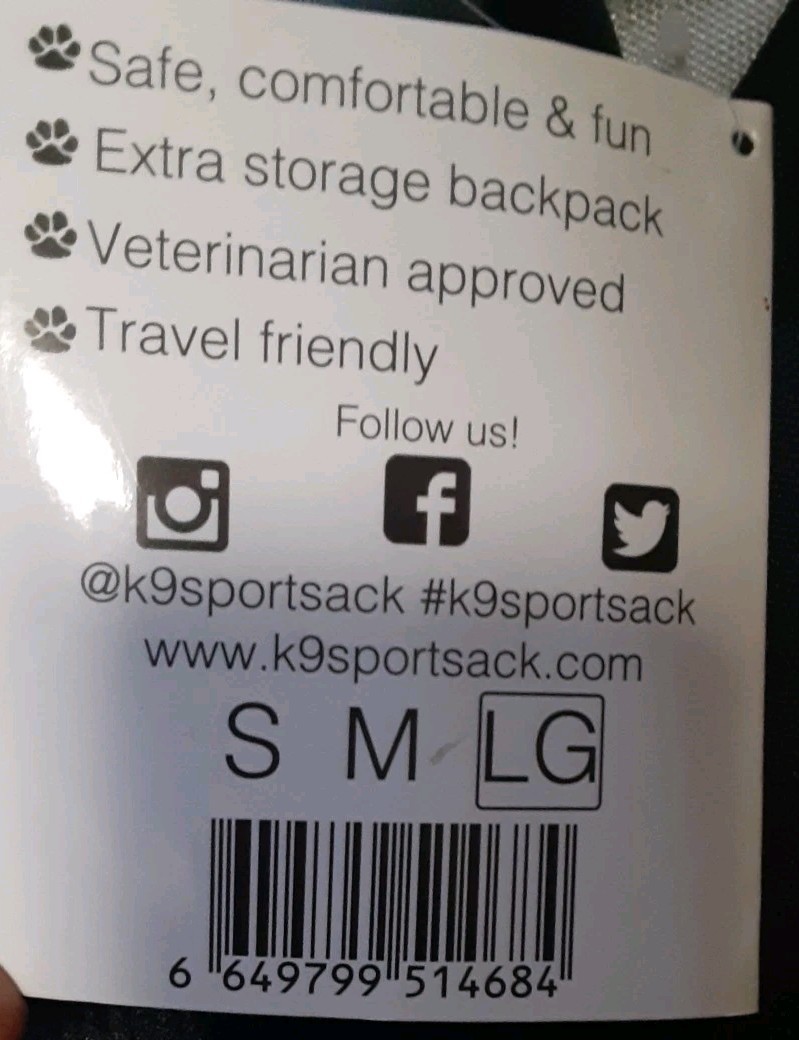 Safe, comfortable & fun
Extra storage backpack
Veterinarian approved
Travel friendly
Follow us!
@k9sportsack #k9sportsack
www.k9sportsack.com
S M LG
6 649799 514684